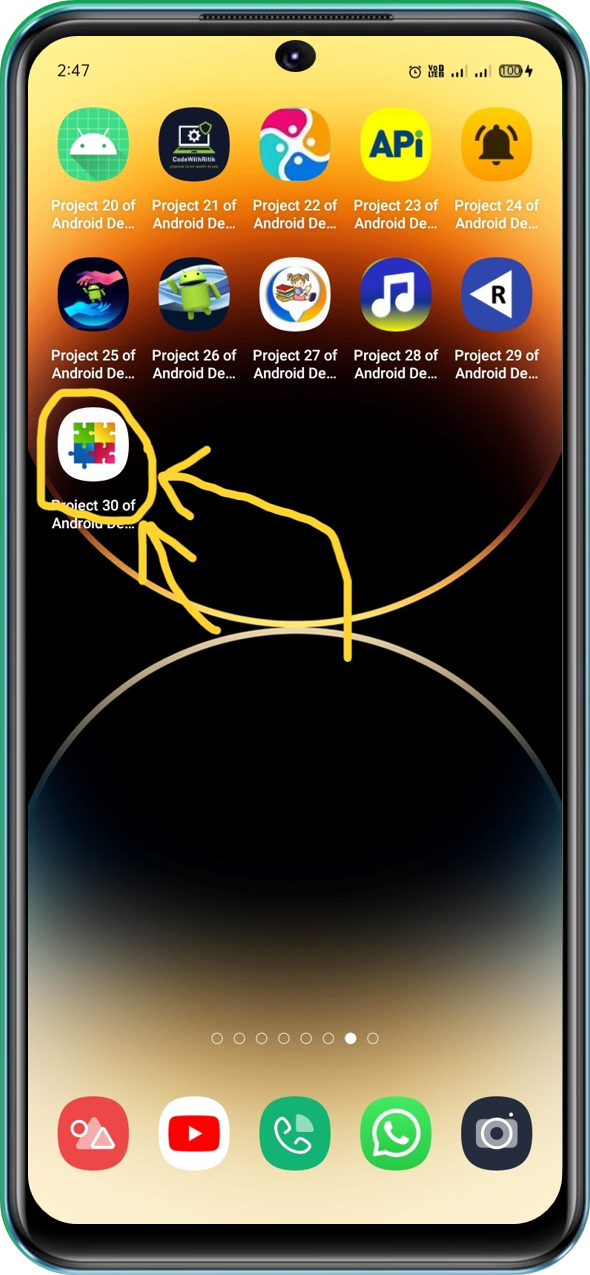 2:47
Vo) LTE2
100
CodeWithRitik
APi
Project 20 of
Android De...
Project 21 of
Android De...
Project 22 of
Android De...
Project 23 of
Android De...
Project 24 of
Android De...
R
Project 25 of
Android De...
Project 26 of
Android De...
Project 27 of
Android De...
Project 28 of
Android De...
Project 29 of
Android De...
Project 30 of
Android De...